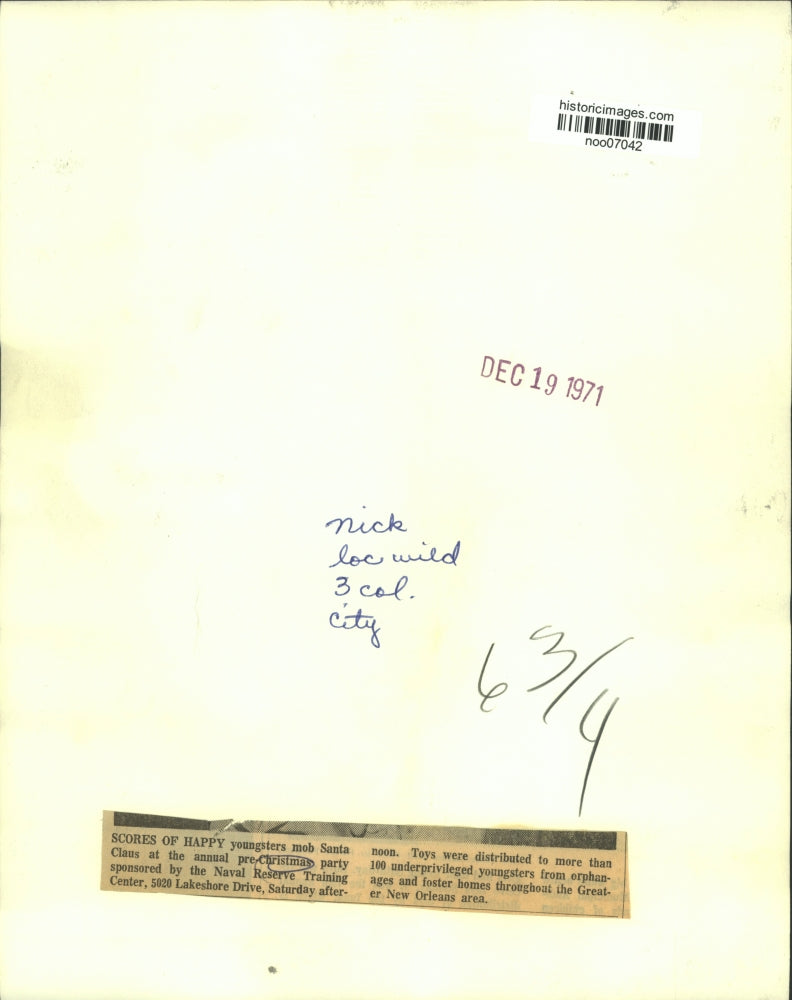 historicimages.com
noo07042
DEC 19 1971
nick
loc wild
3 col.
city
6 3/4
SCORES OF HAPPY youngsters mob Santa
Claus at the annual pre-Christmas party
sponsored by the Naval Reserve Training
Center, 5020 Lakeshore Drive, Saturday after-
noon. Toys were distributed to more than
100 underprivileged youngsters from orphan-
ages and foster homes throughout the Great-
er New Orleans area.